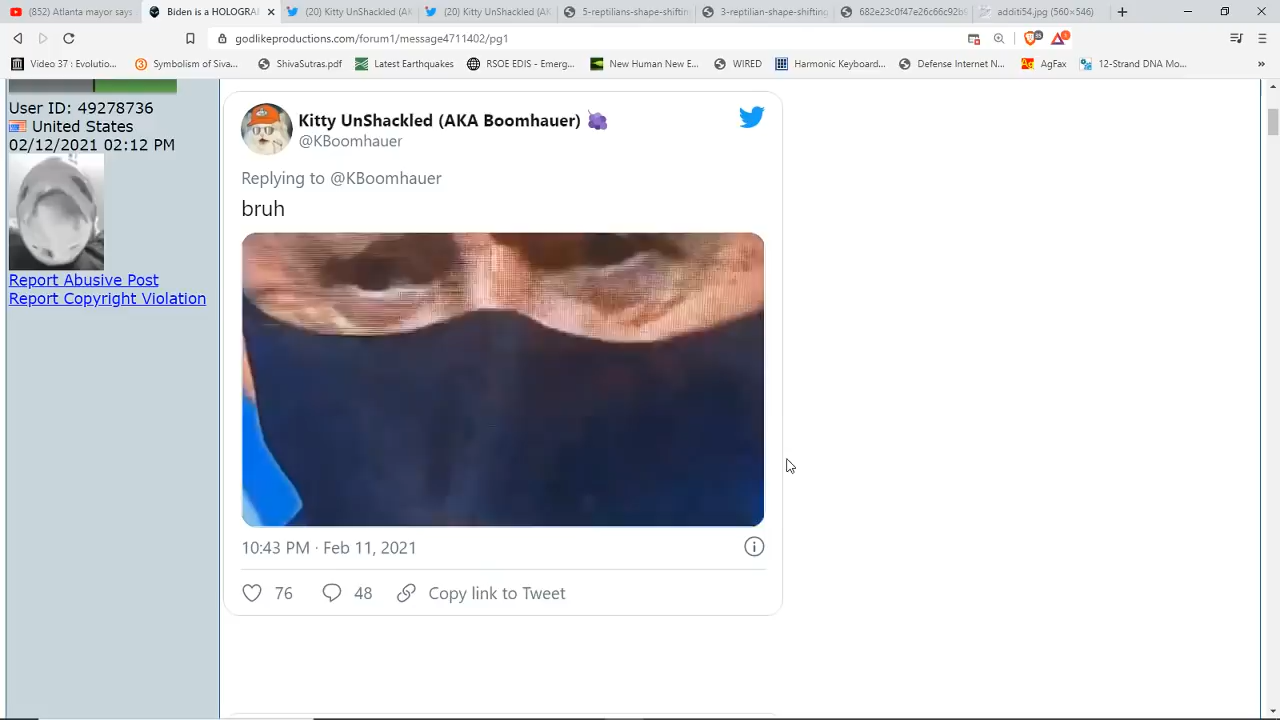 (852) Atlanta mayor says
Biden is a HOLOGRA
(20) Kitty UnShackled (AK
(20) Kitty UnShackled (AK
5-reptilians-shape-shiftin
3-reptilian-shape-shifting
682e23c0f47e26c66c92b
addit54.jpg (560×546)
godlikeproductions.com/forum1/message4711402/pg1
Video 37 : Evolutio...
Symbolism of Siva...
ShivaSutras.pdf
Latest Earthquakes
RSOE EDIS - Emerg...
New Human New E...
WIRED
Harmonic Keyboard...
Defense Internet N...
AgFax
12-Strand DNA Mo...
»
User ID: 49278736
United States
02/12/2021 02:12 PM
Report Abusive Post
Report Copyright Violation
Kitty UnShackled (AKA Boomhauer)
@KBoomhauer
Replying to @KBoomhauer
bruh
10:43 PM · Feb 11, 2021
76
48
Copy link to Tweet